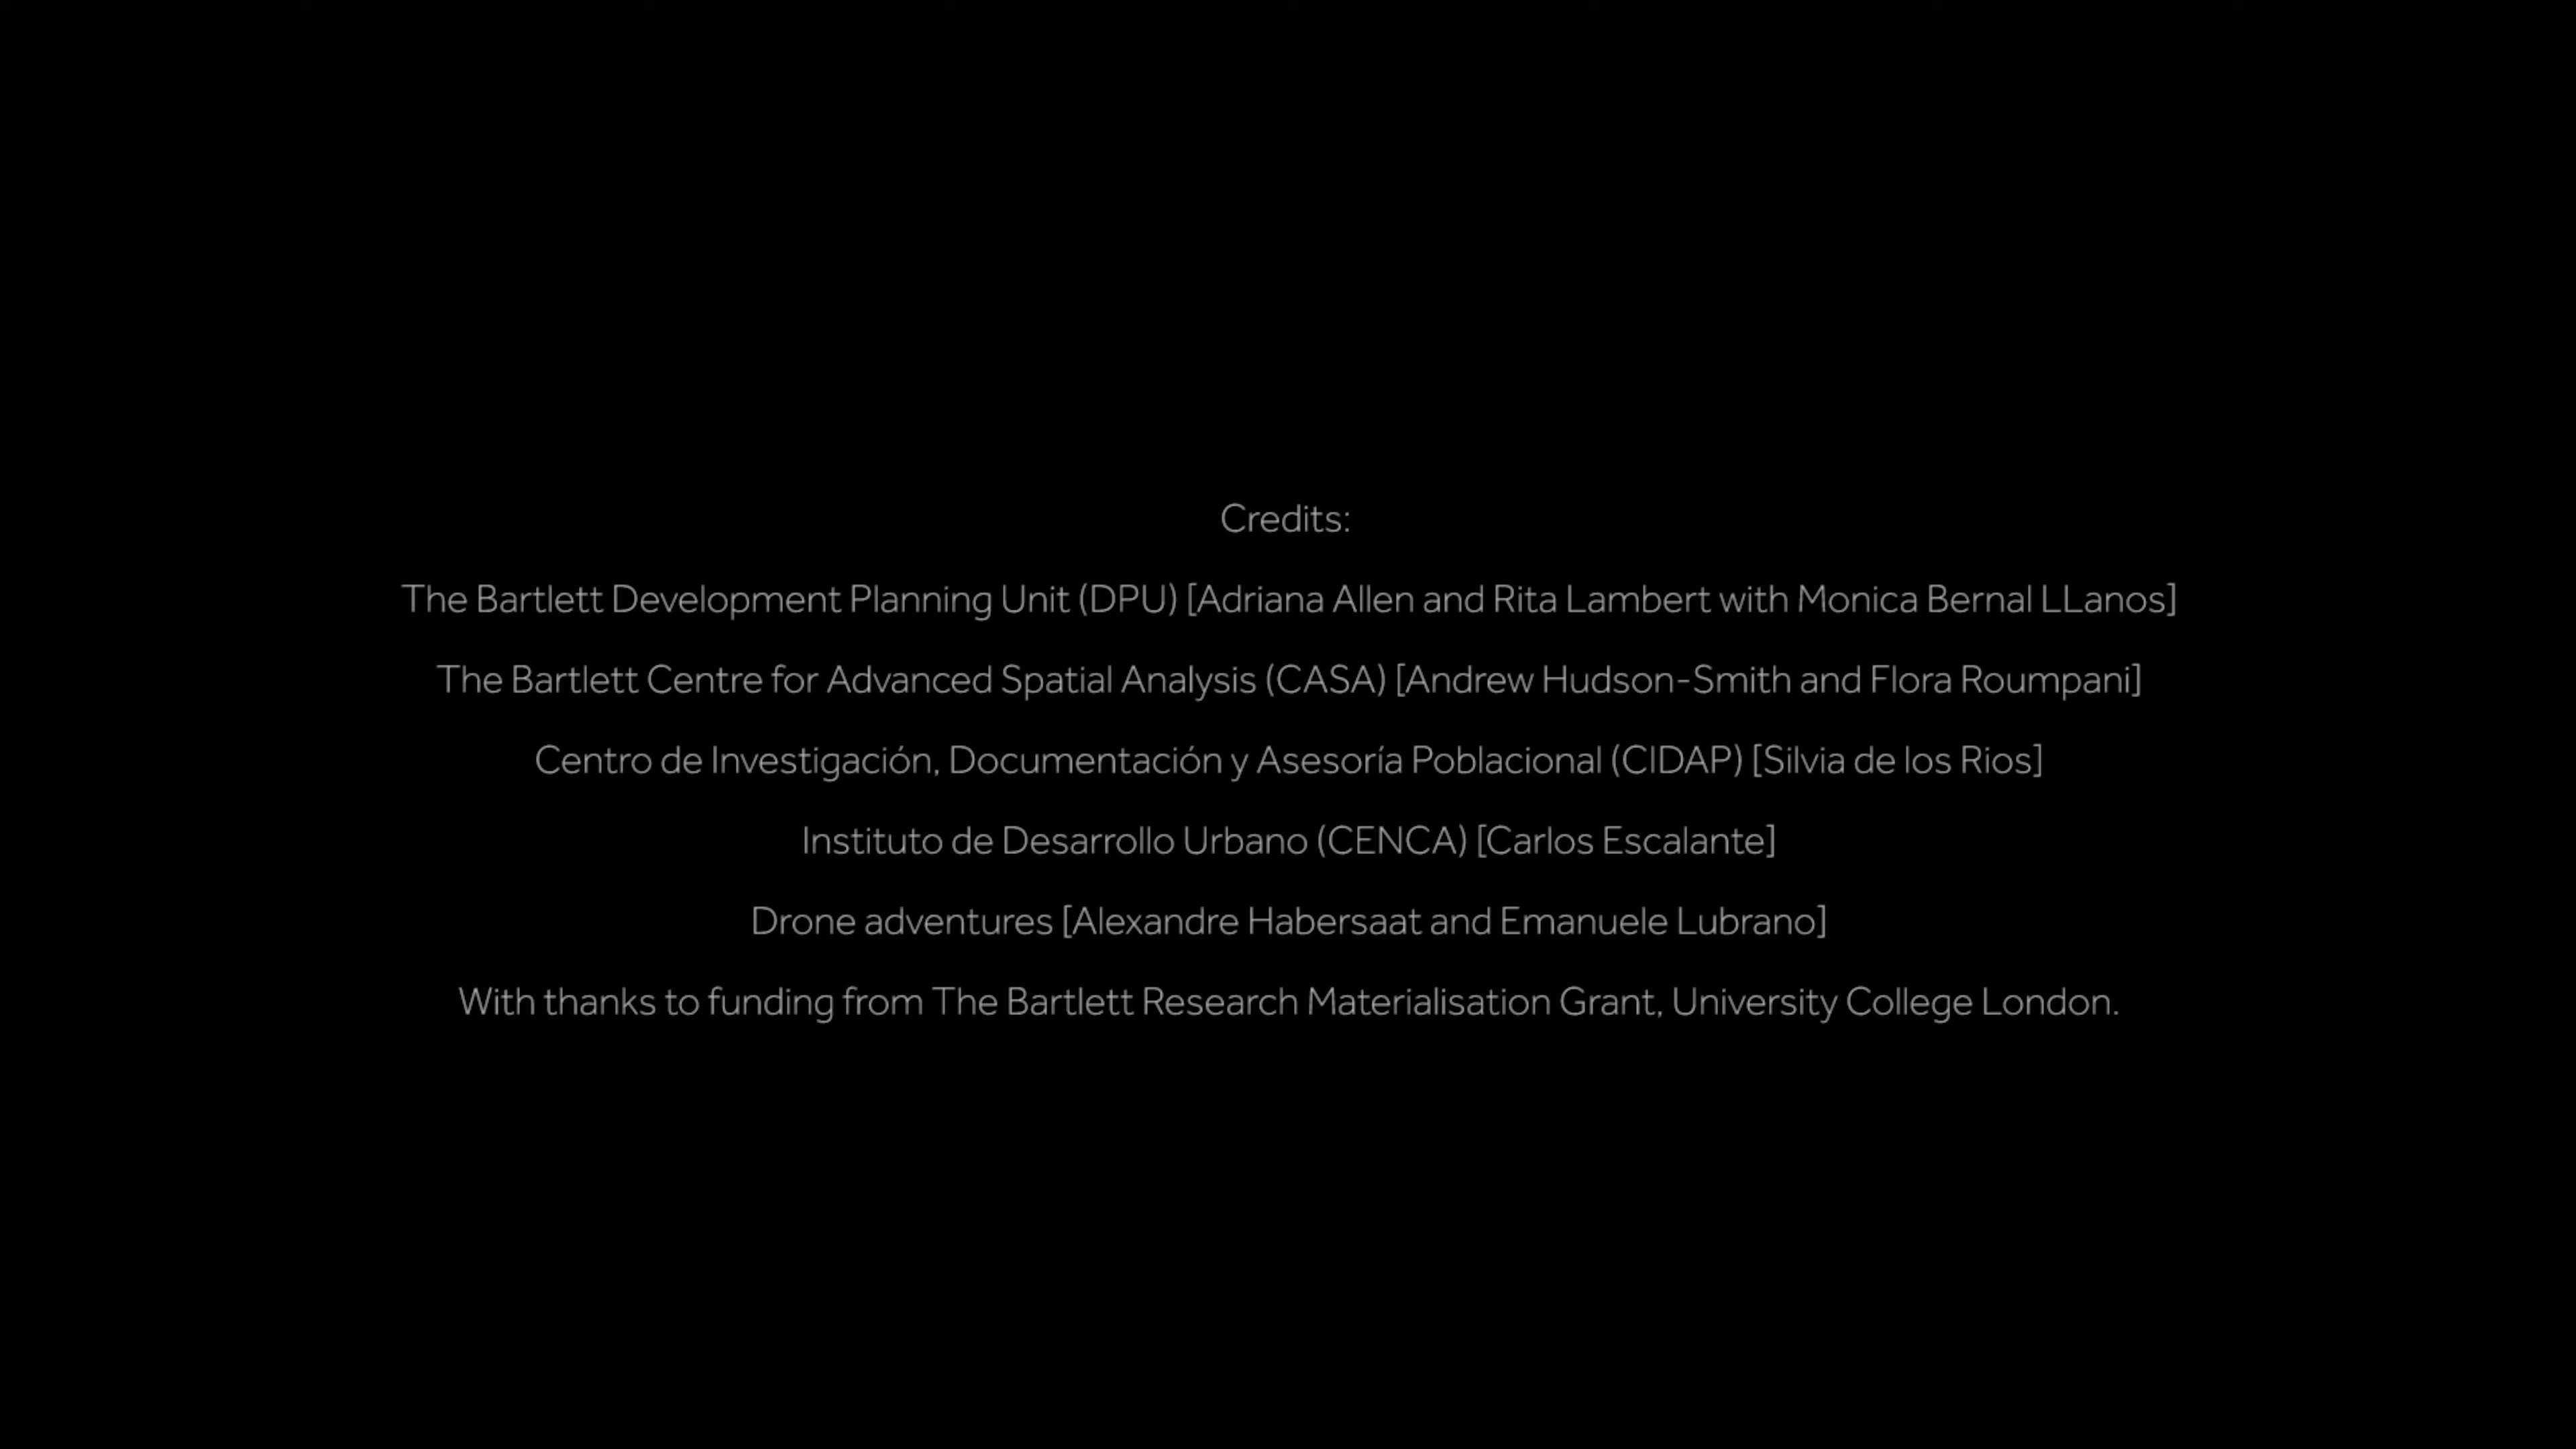 Credits:
The Bartlett Development Planning Unit (DPU) [Adriana Allen and Rita Lambert with Monica Bernal LLanos]
The Bartlett Centre for Advanced Spatial Analysis (CASA) [Andrew Hudson-Smith and Flora Roumpani]
Centro de Investigación, Documentación y Asesoría Poblacional (CIDAP) [Silvia de los Rios]
Instituto de Desarrollo Urbano (CENCA) [Carlos Escalante]
Drone adventures [Alexandre Habersaat and Emanuele Lubrano]
With thanks to funding from The Bartlett Research Materialisation Grant, University College London.